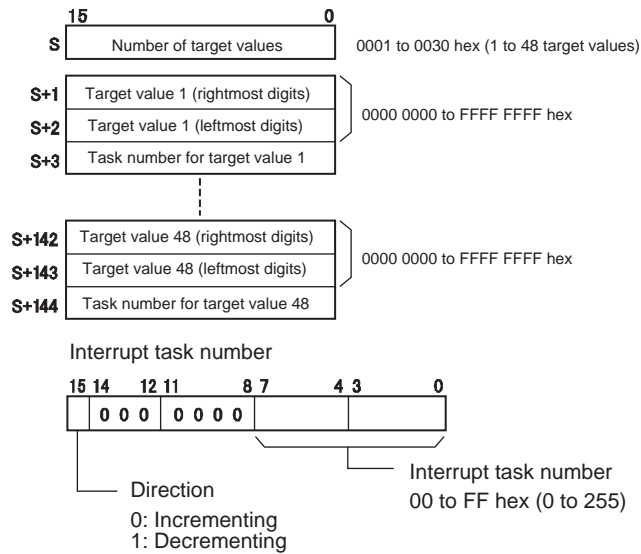 15 0
S Number of target values 0001 to 0030 hex (1 to 48 target values)
S+1 Target value 1 (rightmost digits)
0000 0000 to FFFF FFFF hex
S+2 Target value 1 (leftmost digits)
S+3 Task number for target value 1
S+142 Target value 48 (rightmost digits)
0000 0000 to FFFF FFFF hex
S+143 Target value 48 (leftmost digits)
S+144 Task number for target value 48
Interrupt task number
15 14 12 11 8 7 4 3 0
0 0 0 0 0 0 0
Interrupt task number
00 to FF hex (0 to 255)
Direction
0: Incrementing
1: Decrementing